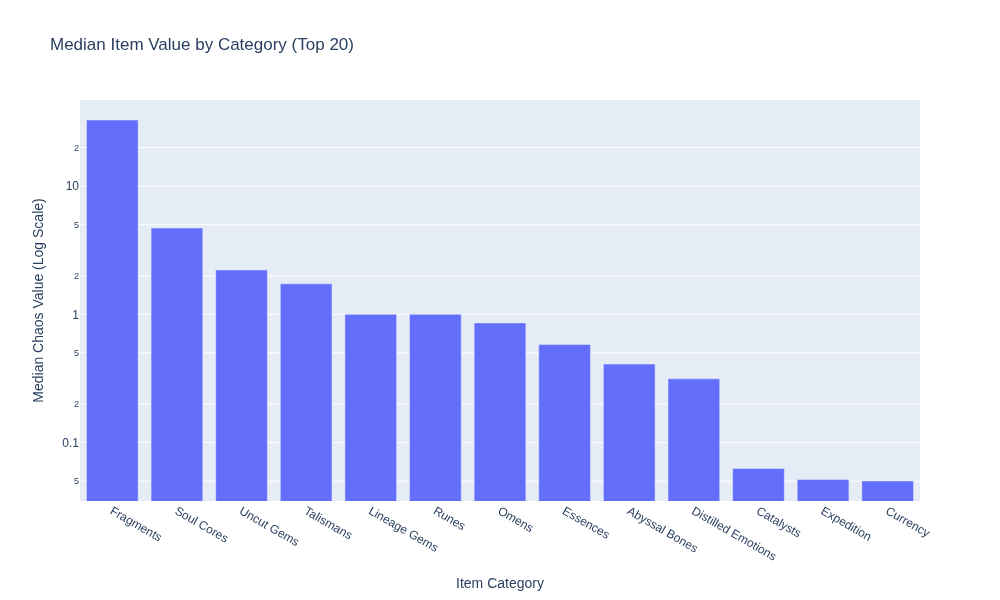 Median Item Value by Category (Top 20)
Median Chaos Value (Log Scale)
2
10
5
2
1
5
2
0.1
5
Fragments
Soul Cores
Uncut Gems
Talismans
Lineage Gems
Runes
Omens
Essences
Abyssal Bones
Distilled Emotions
Catalysts
Expedition
Currency
Item Category